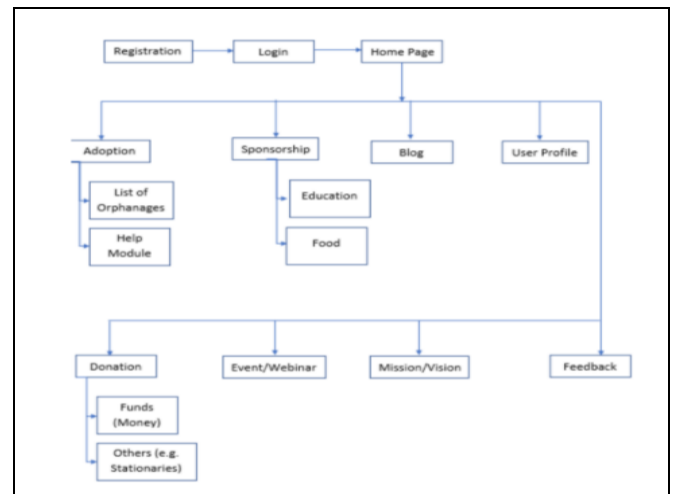 Registration
Login
Home Page
Adoption
Sponsorship
Blog
User Profile
List of
Orphanages
Education
Help
Module
Food
Donation
Event/Webinar
Mission/Vision
Feedback
Funds
(Money)
Others (e.g.
Stationaries)